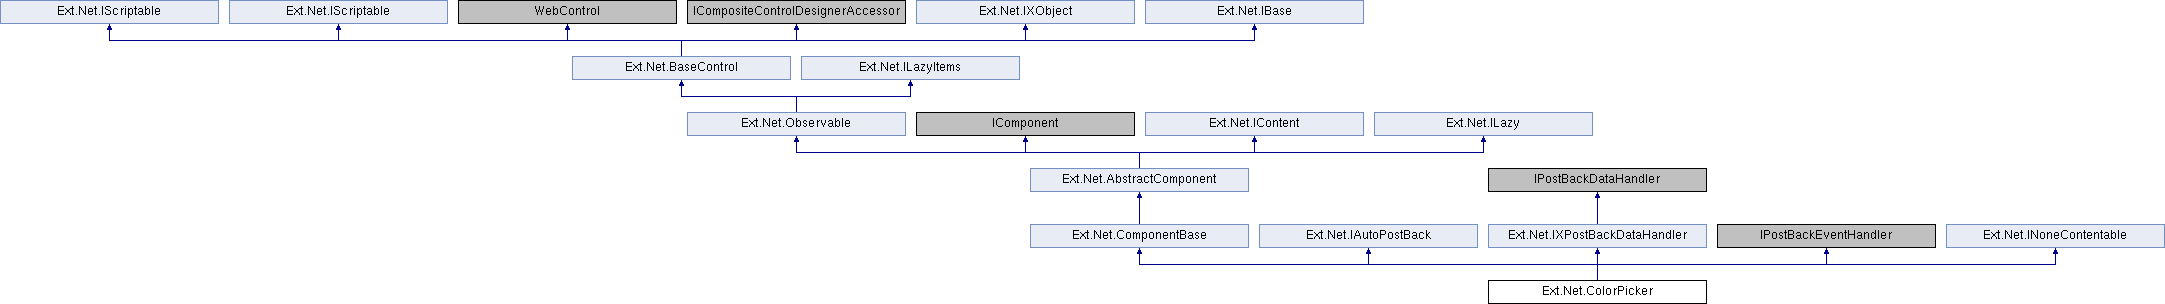 Ext.Net.IScriptable
Ext.Net.IScriptable
WebControl
ICompositeControlDesignerAccessor
Ext.Net.IXObject
Ext.Net.IBase
Ext.Net.BaseControl
Ext.Net.ILazyItems
Ext.Net.Observable
IComponent
Ext.Net.IContent
Ext.Net.ILazy
Ext.Net.AbstractComponent
IPostBackDataHandler
Ext.Net.ComponentBase
Ext.Net.IAutoPostBack
Ext.Net.IXPostBackDataHandler
IPostBackEventHandler
Ext.Net.INoneContentable
Ext.Net.ColorPicker